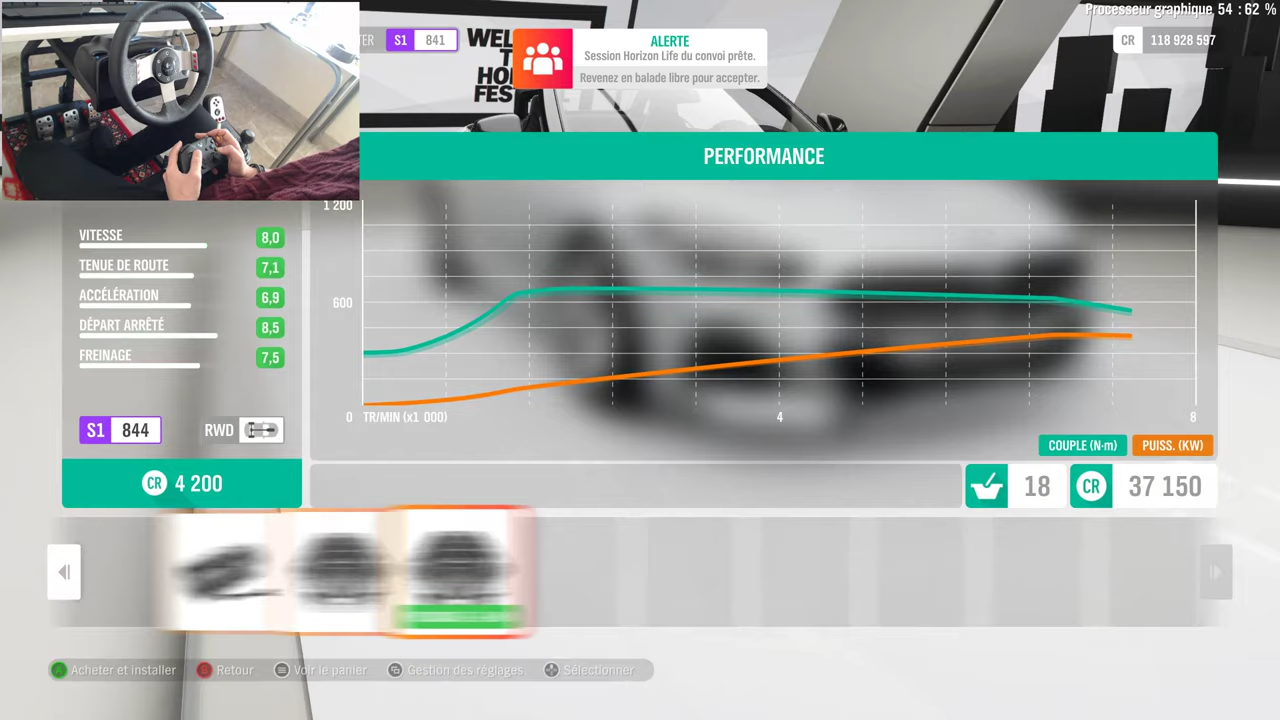 Processeur graphique 54 : 62 %
TER S1 841
WEL
T
HO
FEST
ALERTE
Session Horizon Life du convoi prête.
Revenez en balade libre pour accepter.
CR 118 928 597
PERFORMANCE
VITESSE 8,0
TENUE DE ROUTE 7,1
ACCÉLÉRATION 6,9
DÉPART ARRÊTÉ 8,5
FREINAGE 7,5
S1 844 RWD
CR 4 200
1 200
600
0 TR/MIN (x1 000) 4 8
COUPLE (N·m) PUISS. (KW)
18 CR 37 150
A Acheter et installer B Retour Voir le panier Gestion des réglages Sélectionner